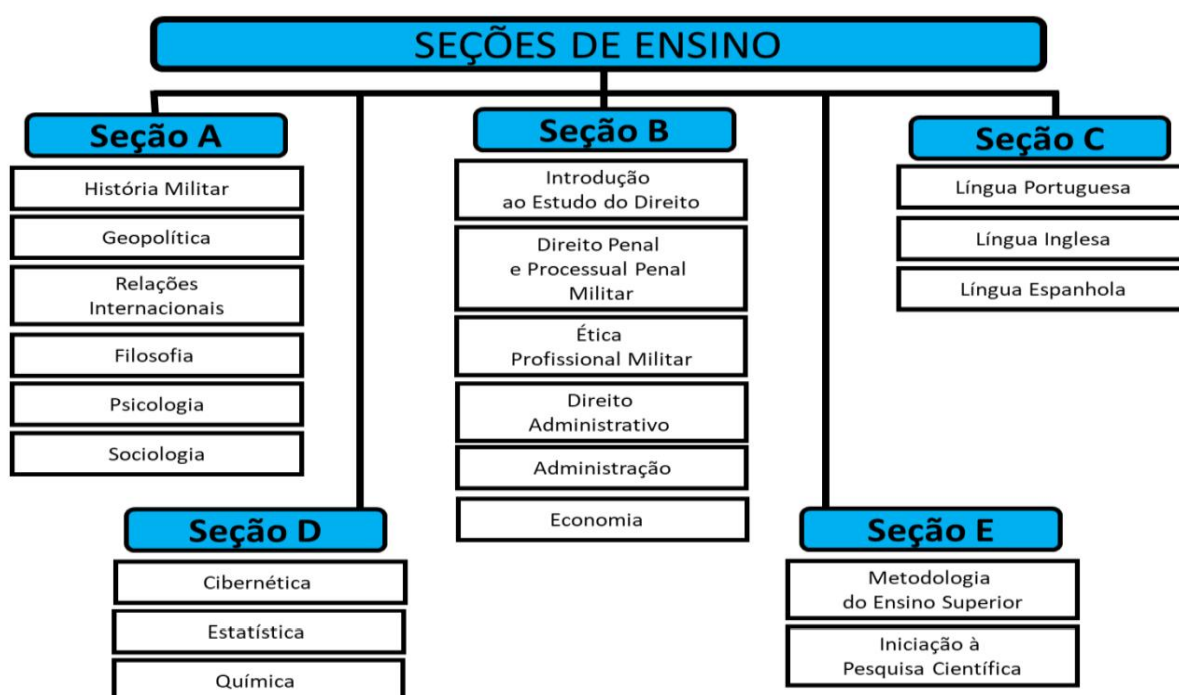 SEÇÕES DE ENSINO
Seção A
História Militar
Geopolítica
Relações
Internacionais
Filosofia
Psicologia
Sociologia
Seção B
Introdução
ao Estudo do Direito
Direito Penal
e Processual Penal
Militar
Ética
Profissional Militar
Direito
Administrativo
Administração
Economia
Seção C
Língua Portuguesa
Língua Inglesa
Língua Espanhola
Seção D
Cibernética
Estatística
Química
Seção E
Metodologia
do Ensino Superior
Iniciação à
Pesquisa Científica